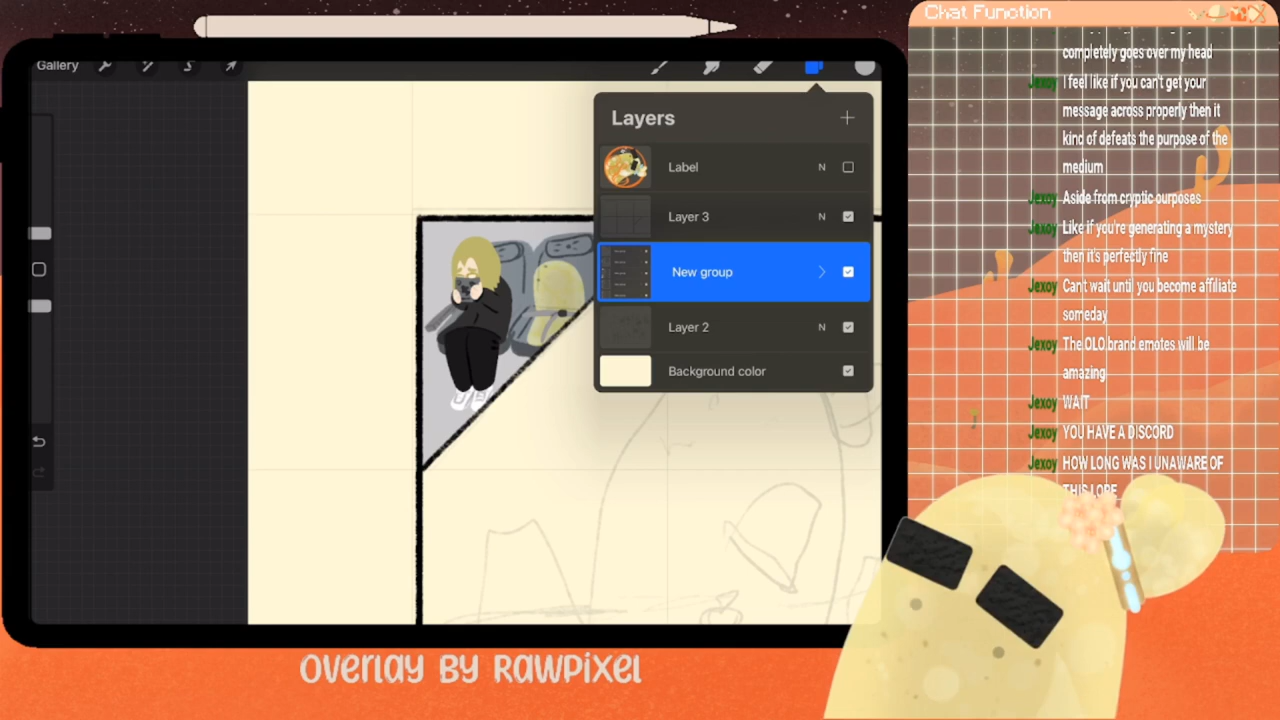 Chat Function
Gallery
completely goes over my head
Jexoy I feel like if you can't get your
message across properly then it
kind of defeats the purpose of the
medium
Jexoy Aside from cryptic ourposes
Jexoy Like if you're generating a mystery
then it's perfectly fine
Jexoy Can't wait until you become affiliate
someday
Jexoy The OLO brand emotes will be
amazing
Jexoy WAIT
Jexoy YOU HAVE A DISCORD
Jexoy HOW LONG WAS I UNAWARE OF
THIS LORE
Layers
Label N
Layer 3 N
New group
Layer 2 N
Background color
OVERLAY BY RAWPIXEL